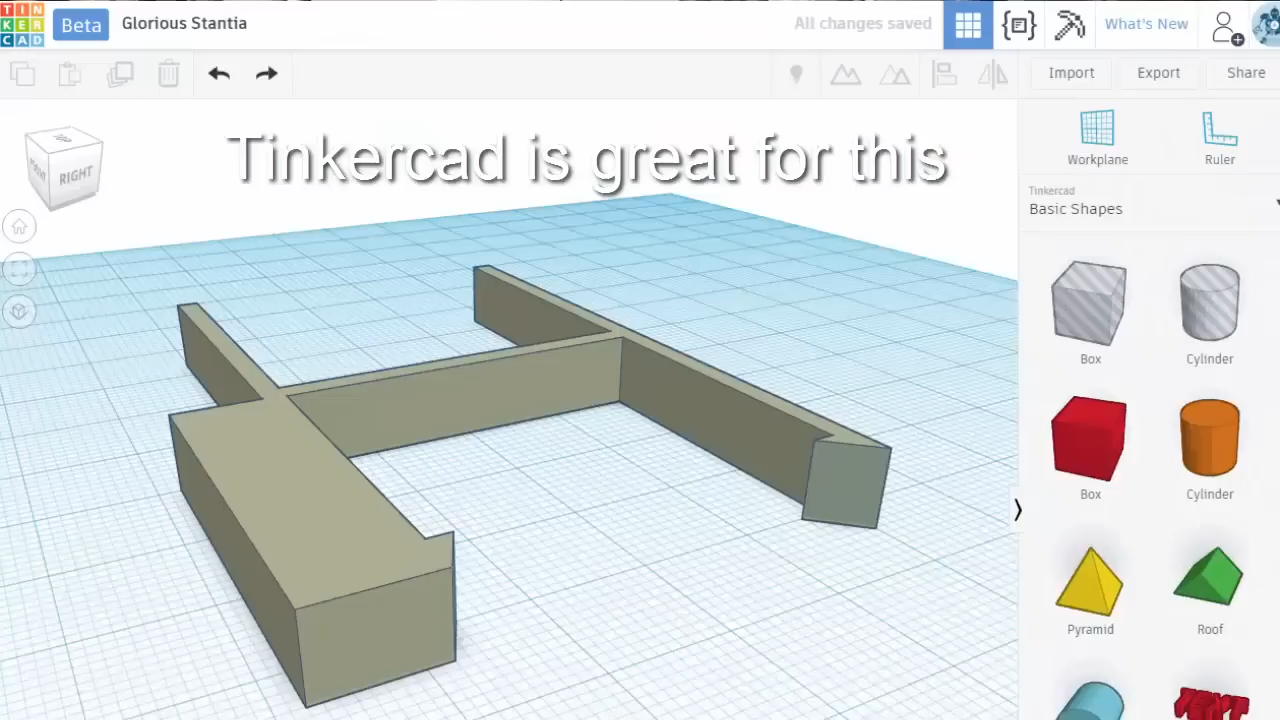 TIN
KER
CAD
Beta
Glorious Stantia
All changes saved
What's New
Import
Export
Share
Tinkercad is great for this
RIGHT
Workplane
Ruler
Tinkercad
Basic Shapes
Box
Cylinder
Box
Cylinder
Pyramid
Roof
TEXT